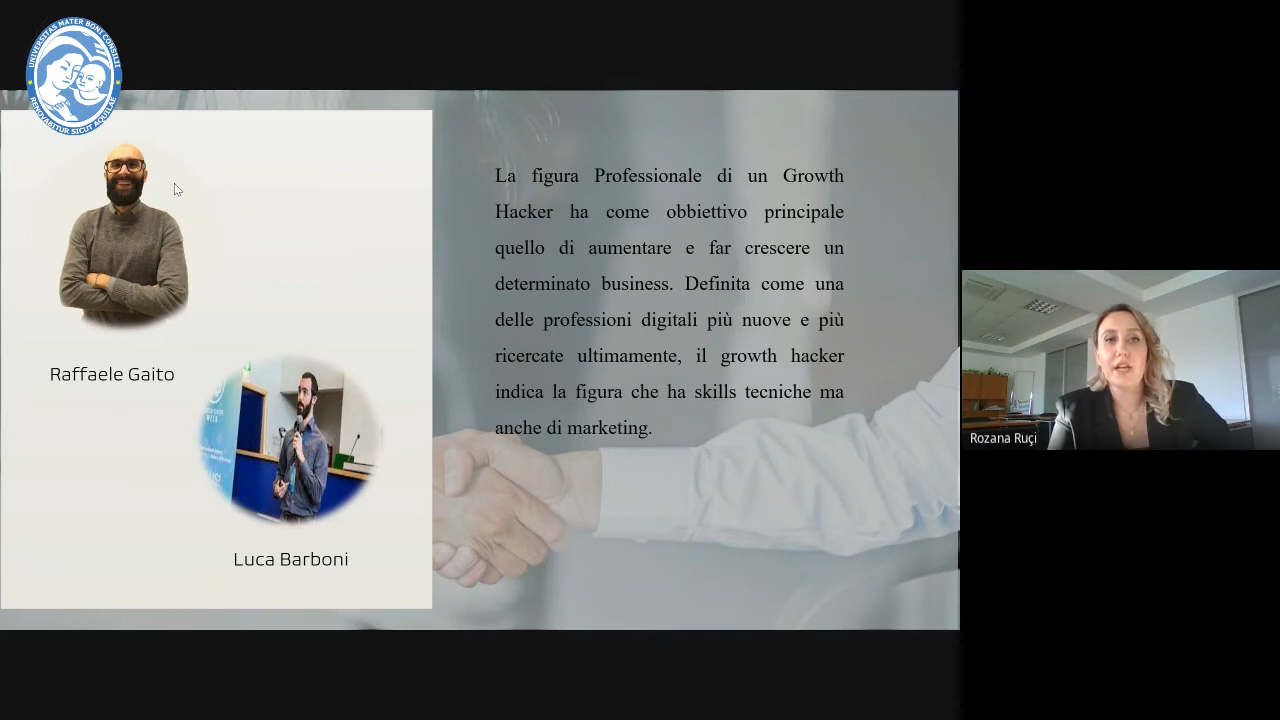 UNIVERSITAS MATER BONI CONSILII
RENOVABITUR SICUT AQUILAE
La figura Professionale di un Growth
Hacker ha come obbiettivo principale
quello di aumentare e far crescere un
determinato business. Definita come una
delle professioni digitali più nuove e più
ricercate ultimamente, il growth hacker
indica la figura che ha skills tecniche ma
anche di marketing.
Raffaele Gaito
Luca Barboni
Rozana Ruçi